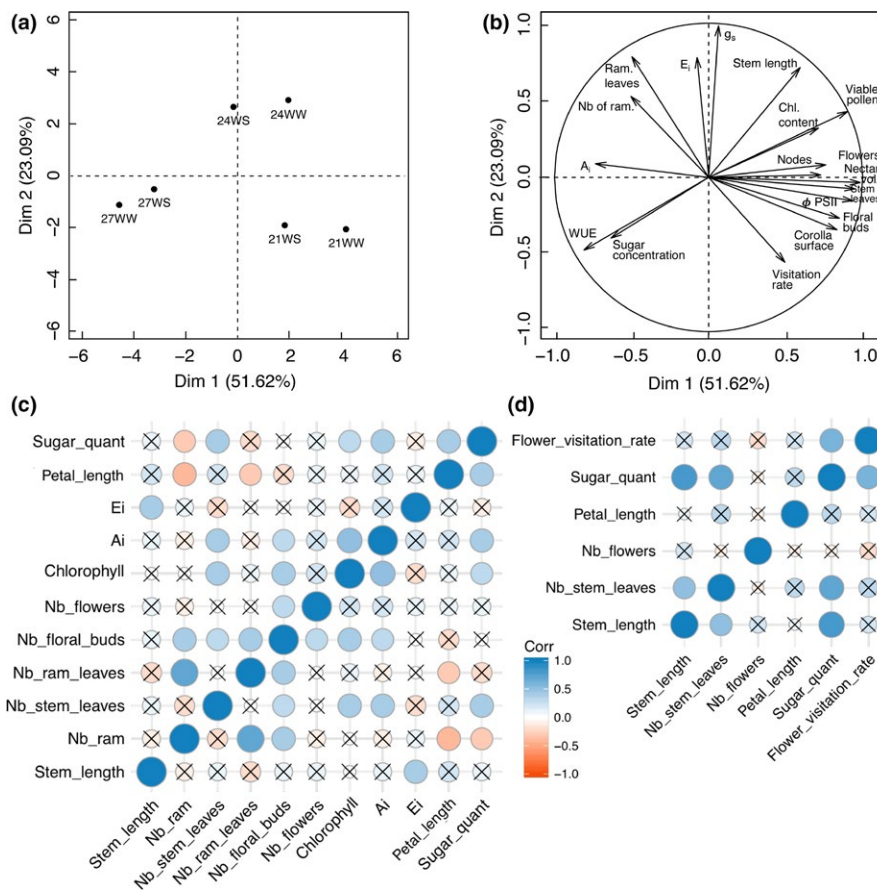 (a)
6
4
2
0
−2
−4
−6
Dim 2 (23.09%)
24WS
24WW
27WW
27WS
21WS
21WW
−6 −4 −2 0 2 4 6
Dim 1 (51.62%)
(b)
1.0
0.5
0.0
−0.5
−1.0
Dim 2 (23.09%)
gs
Ei
Stem length
Ram.
leaves
Nb of ram.
Viable
pollen
Chl.
content
Ai
Nodes
Flowers
Nectar
vol.
Stem
leaves
ϕ PSII
Floral
buds
Corolla
surface
WUE
Sugar
concentration
Visitation
rate
−1.0 −0.5 0.0 0.5 1.0
Dim 1 (51.62%)
(c)
Sugar_quant
Petal_length
Ei
Ai
Chlorophyll
Nb_flowers
Nb_floral_buds
Nb_ram_leaves
Nb_stem_leaves
Nb_ram
Stem_length
Stem_length
Nb_ram
Nb_stem_leaves
Nb_ram_leaves
Nb_floral_buds
Nb_flowers
Chlorophyll
Ai
Ei
Petal_length
Sugar_quant
Corr
1.0
0.5
0.0
−0.5
−1.0
(d)
Flower_visitation_rate
Sugar_quant
Petal_length
Nb_flowers
Nb_stem_leaves
Stem_length
Stem_length
Nb_stem_leaves
Nb_flowers
Petal_length
Sugar_quant
Flower_visitation_rate